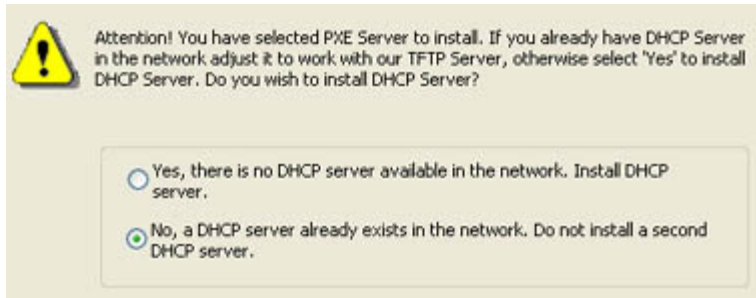 Attention! You have selected PXE Server to install. If you already have DHCP Server
in the network adjust it to work with our TFTP Server, otherwise select 'Yes' to install
DHCP Server. Do you wish to install DHCP Server?
Yes, there is no DHCP server available in the network. Install DHCP
server.
No, a DHCP server already exists in the network. Do not install a second
DHCP server.